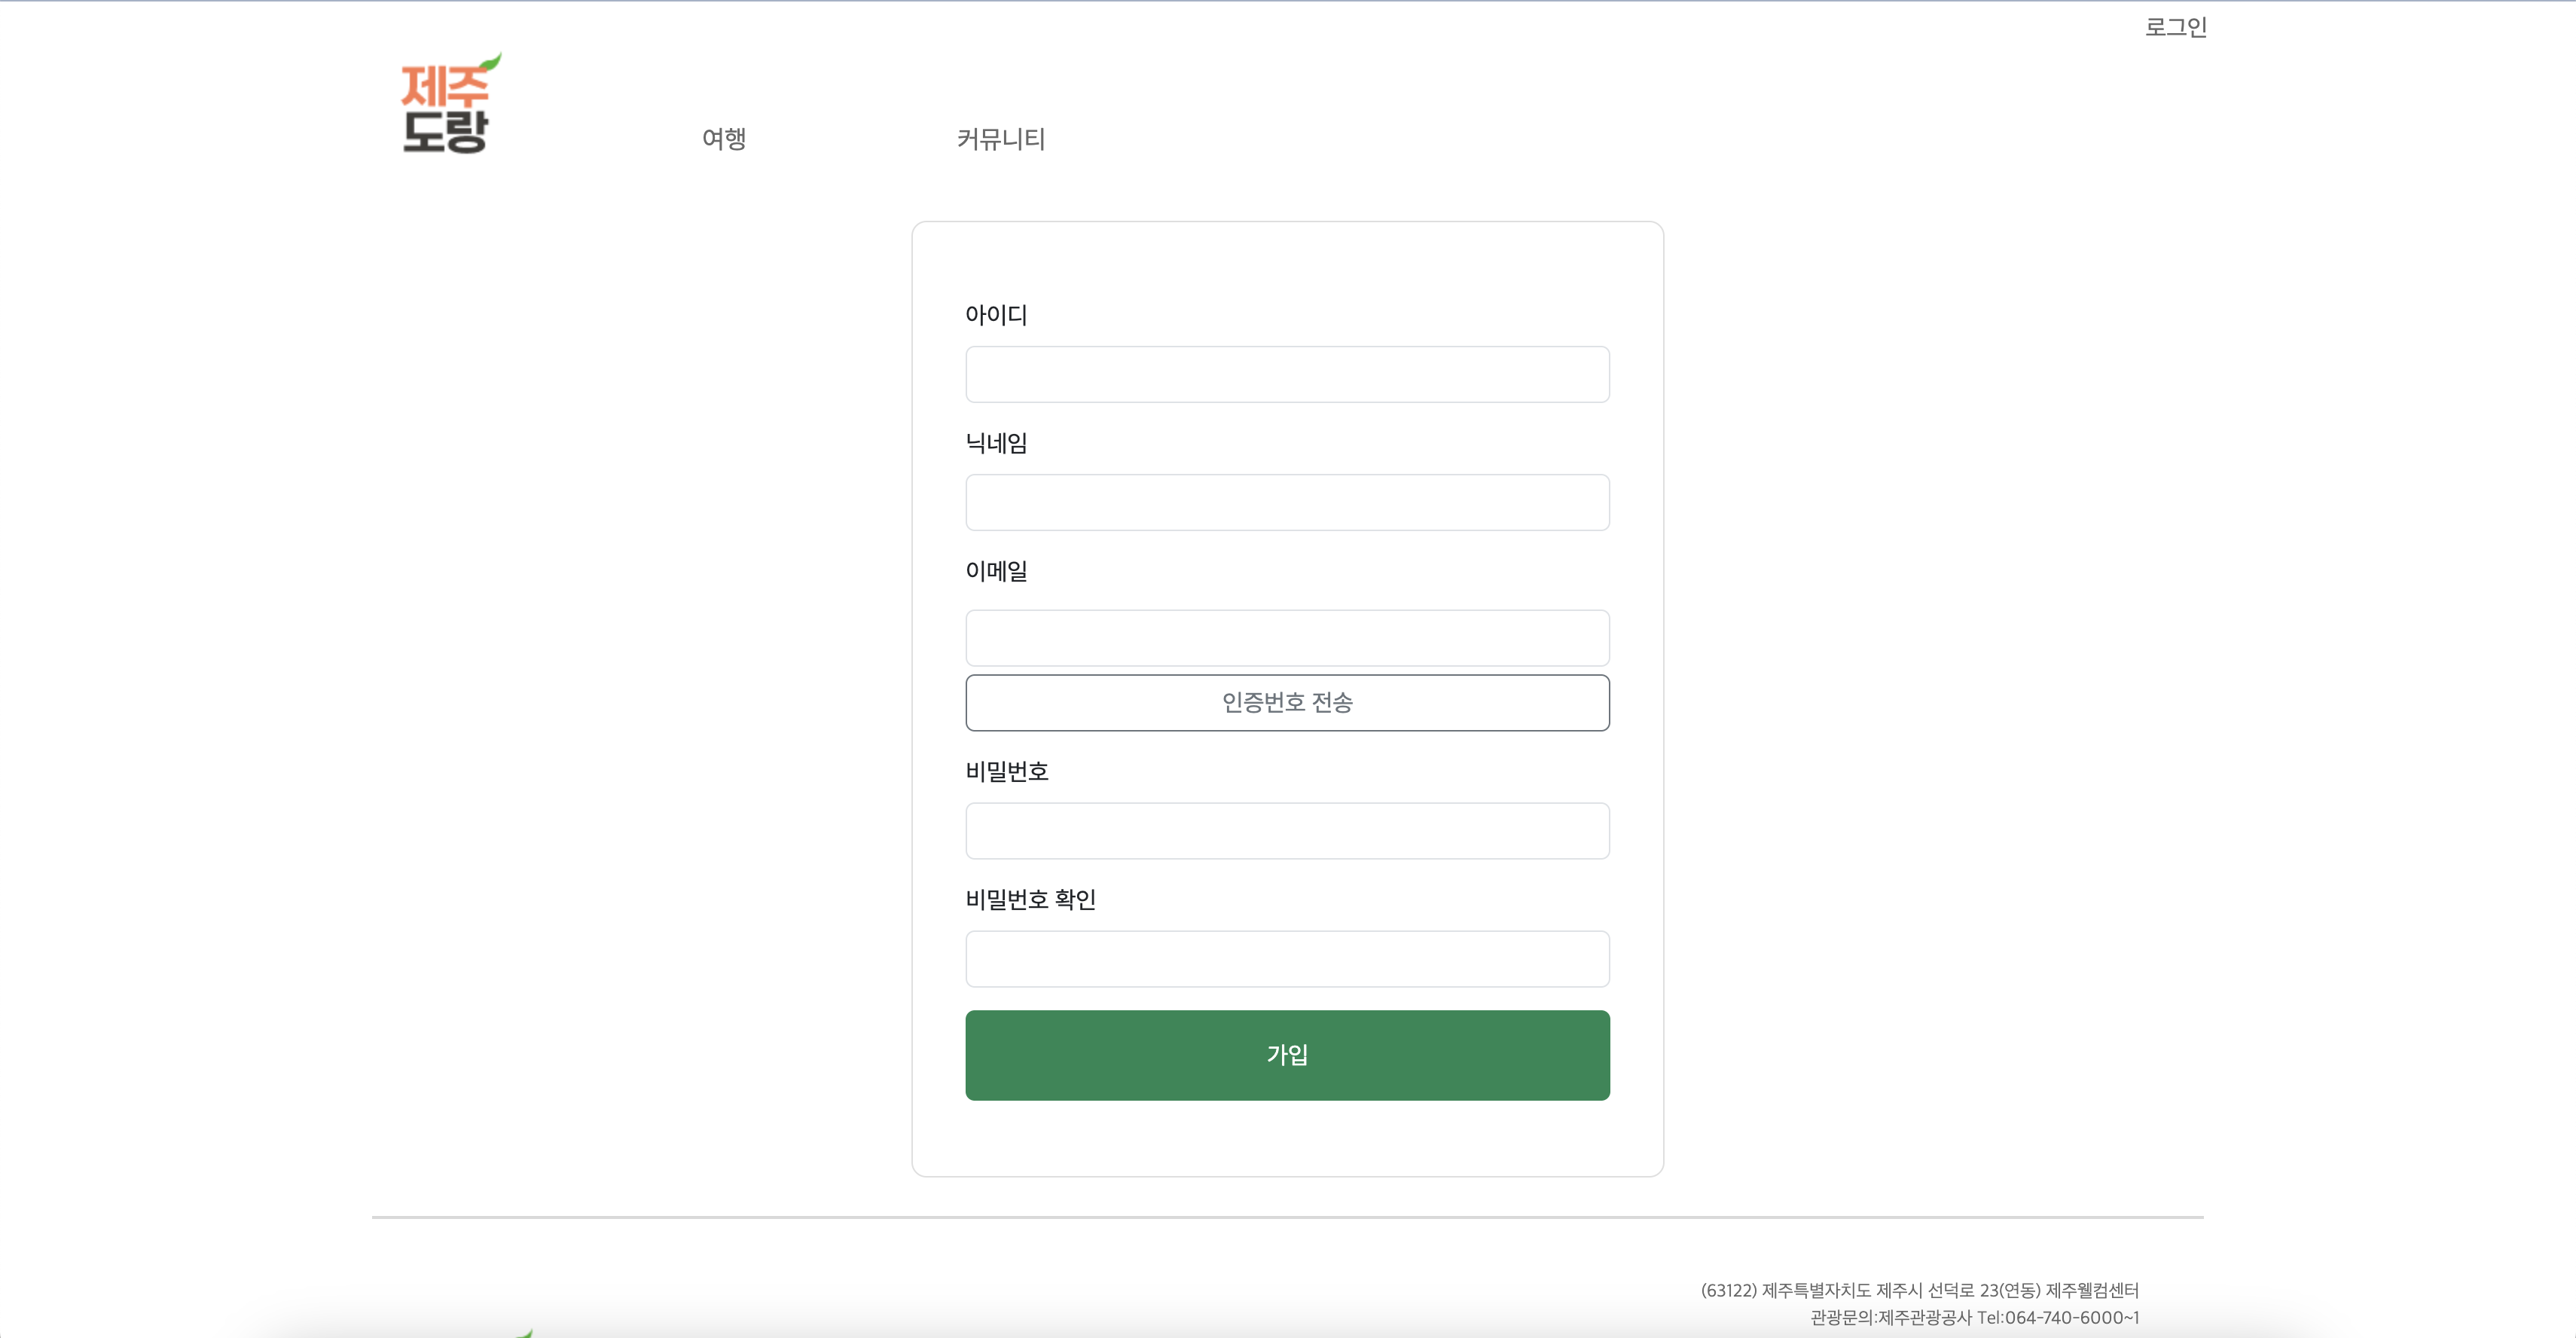 로그인
제주
도랑
여행
커뮤니티
아이디
닉네임
이메일
인증번호 전송
비밀번호
비밀번호 확인
가입
(63122) 제주특별자치도 제주시 선덕로 23(연동) 제주웰컴센터
관광문의:제주관광공사 Tel:064-740-6000~1